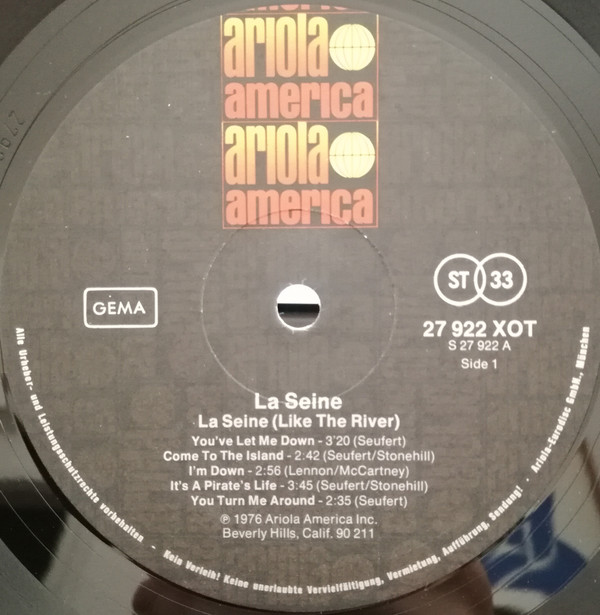 ariola
america
ariola
america
GEMA
ST 33
27 922 XOT
S 27 922 A
Side 1
La Seine
La Seine (Like The River)
You've Let Me Down - 3'20 (Seufert)
Come To The Island - 2:42 (Seufert/Stonehill)
I'm Down - 2:56 (Lennon/McCartney)
It's A Pirate's Life - 3:45 (Seufert/Stonehill)
You Turn Me Around - 2:35 (Seufert)
℗ 1976 Ariola America Inc.
Beverly Hills, Calif. 90 211
Alle Urheber- und Leistungsschutzrechte vorbehalten - Kein Verleih! Keine unerlaubte Vervielfältigung, Vermietung, Aufführung, Sendung! · Ariola-Eurodisc GmbH., München